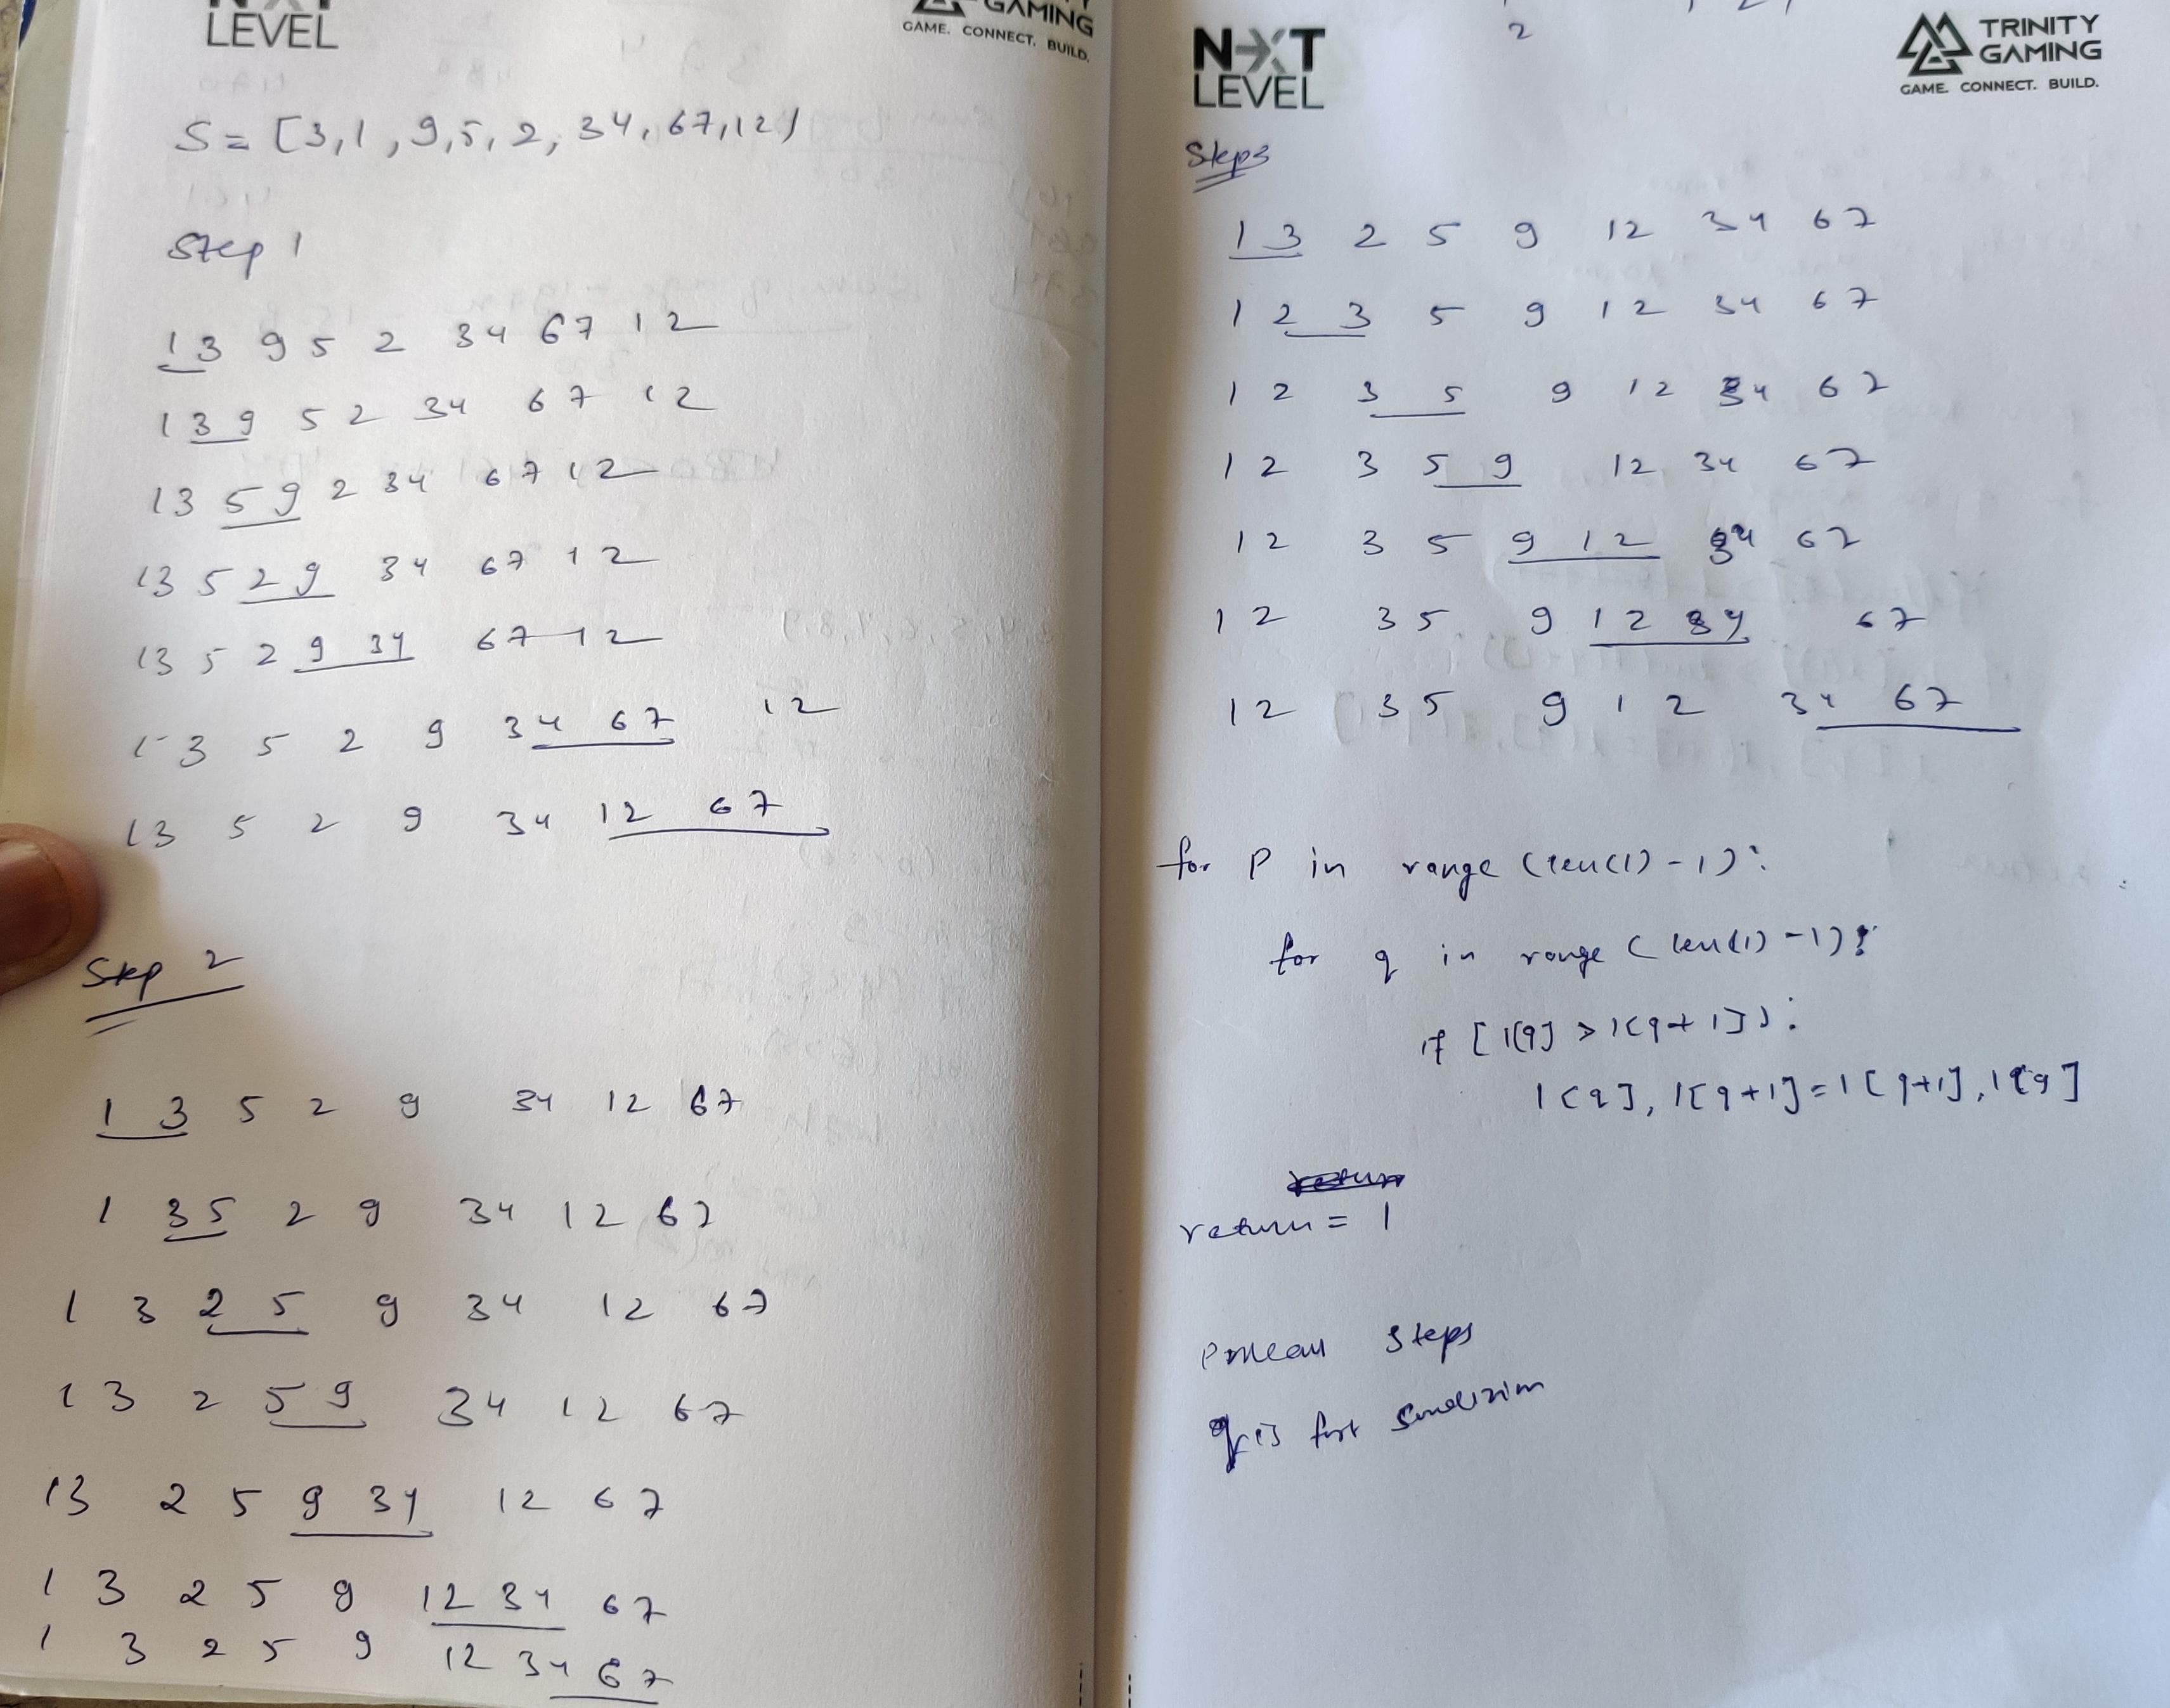 NEXT
LEVEL
TRINITY
GAMING
GAME. CONNECT. BUILD.
S = [3, 1, 9, 5, 2, 34, 67, 12)
Step 1
1 3 9 5 2 34 67 12
1 3 9 5 2 34 67 12
1 3 5 9 2 34 67 12
1 3 5 2 9 34 67 12
1 3 5 2 9 34 67 12
1 3 5 2 9 34 67 12
1 3 5 2 9 34 12 67
Step 2
1 3 5 2 9 34 12 67
1 3 5 2 9 34 12 67
1 3 2 5 9 34 12 67
1 3 2 5 9 34 12 67
1 3 2 5 9 34 12 67
1 3 2 5 9 12 34 67
1 3 2 5 9 12 34 67
2
NEXT
LEVEL
TRINITY
GAMING
GAME. CONNECT. BUILD.
Step3
1 3 2 5 9 12 34 67
1 2 3 5 9 12 34 67
1 2 3 5 9 12 34 67
1 2 3 5 9 12 34 67
1 2 3 5 9 12 34 67
1 2 3 5 9 12 34 67
1 2 3 5 9 12 34 67
for p in range (len(l) - 1):
for q in range (len(l) - 1):
if [l[q] > l[q+1]):
l[q], l[q+1] = l[q+1], l[q]
return
return = l
P mean Steps
q is